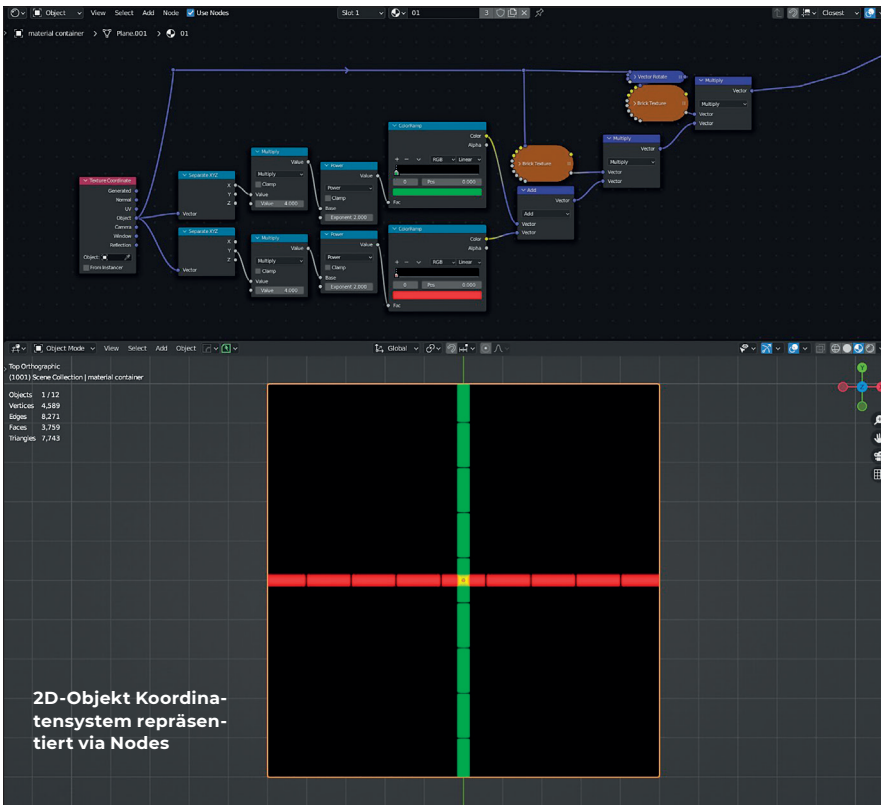 Object View Select Add Node Use Nodes Slot 1 01 3 Closest
material container > Plane.001 > 01
Vector Rotate
Brick Texture
Multiply
Vector
Multiply
Vector
Vector
ColorRamp
Color
Alpha
+ − RGB Linear
0 Pos 0.000
Fac
Multiply
Vector
Multiply
Vector
Vector
Brick Texture
Add
Vector
Add
Vector
Vector
Multiply
Value
Multiply
Clamp
Value
Value 4.000
Power
Value
Power
Clamp
Base
Exponent 2.000
Texture Coordinate
Generated
Normal
UV
Object
Camera
Window
Reflection
Object:
From Instancer
Separate XYZ
X
Y
Z
Vector
Separate XYZ
X
Y
Z
Vector
Multiply
Value
Multiply
Clamp
Value
Value 4.000
Power
Value
Power
Clamp
Base
Exponent 2.000
ColorRamp
Color
Alpha
+ − RGB Linear
0 Pos 0.000
Fac
Object Mode View Select Add Object Global
Top Orthographic
(1001) Scene Collection | material container
Objects 1/12
Vertices 4,589
Edges 8,271
Faces 3,759
Triangles 7,743
Y
Z
2D-Objekt Koordina-
tensystem repräsen-
tiert via Nodes